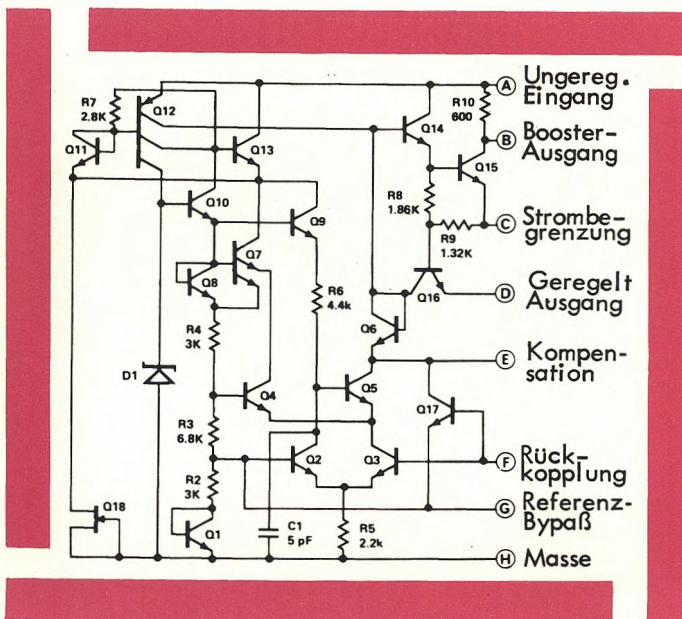 A Ungereg.
Eingang
R7
2.8K
Q12
R10
600
Q11
Q13
Q14
B Booster-
Ausgang
Q15
Q10
R8
1.86K
Q9
C Strombe-
grenzung
R9
1.32K
Q7
Q8
Q16
D Geregelt
Ausgang
R6
4.4k
Q6
R4
3K
E Kompen-
sation
D1
Q4
Q5
Q17
R3
6.8K
Q2
Q3
F Rück-
kopplung
R2
3K
G Referenz-
Bypaß
Q18
Q1
C1
5 pF
R5
2.2k
H Masse